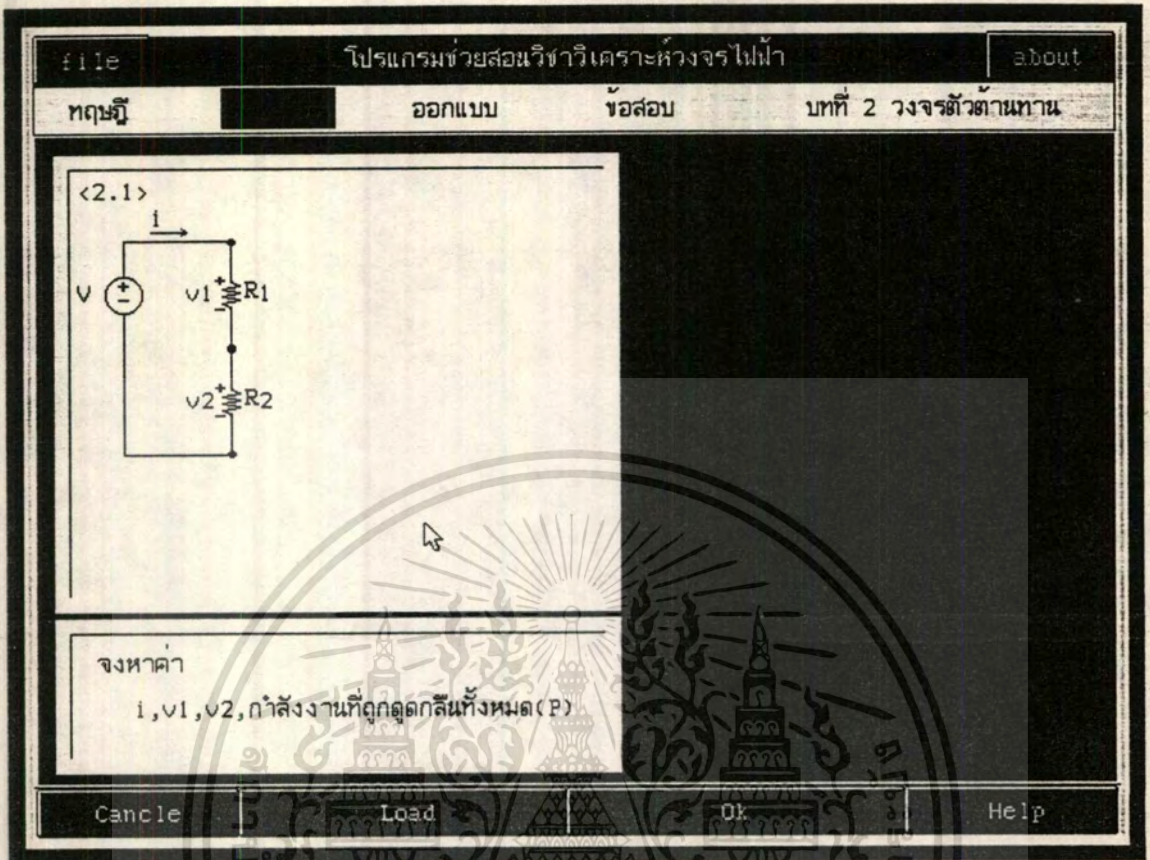 file โปรแกรมช่วยสอนวิชาวิเคราะห์วงจรไฟฟ้า about
ทฤษฎี ออกแบบ ข้อสอบ บทที่ 2 วงจรตัวต้านทาน
<2.1>
i
V + - v1 + - R1
v2 + - R2
จงหาค่า
i,v1,v2,กำลังงานที่ถูกดูดกลืนทั้งหมด(P)
Cancle Load Ok Help